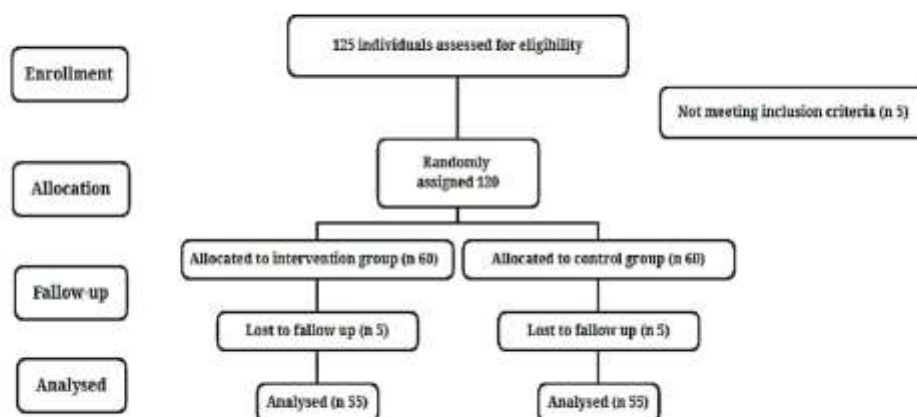 125 individuals assessed for eligibility
Enrollment
Not meeting inclusion criteria (n 5)
Randomly
assigned 120
Allocation
Allocated to intervention group (n 60)
Allocated to control group (n 60)
Fallow-up
Lost to fallow up (n 5)
Lost to fallow up (n 5)
Analysed
Analysed (n 55)
Analysed (n 55)